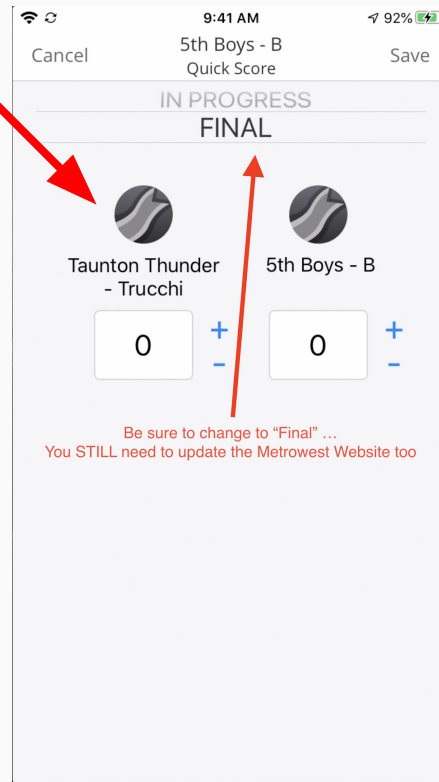 9:41 AM
92%
Cancel
5th Boys - B
Quick Score
Save
IN PROGRESS
FINAL
Taunton Thunder
- Trucchi
5th Boys - B
0
+
-
0
+
-
Be sure to change to “Final” ...
You STILL need to update the Metrowest Website too